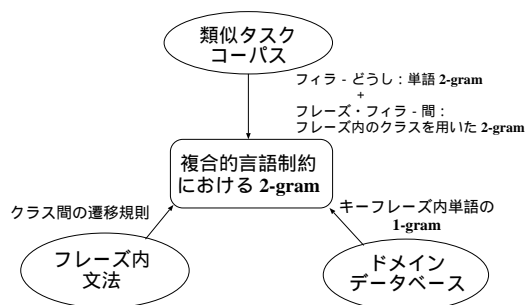 類似タスク
コーパス
フィラ - どうし : 単語 2-gram
+
フレーズ・フィラ - 間 :
フレーズ内のクラスを用いた 2-gram
複合的言語制約
における 2-gram
クラス間の遷移規則
キーフレーズ内単語の
1-gram
フレーズ内
文法
ドメイン
データベース